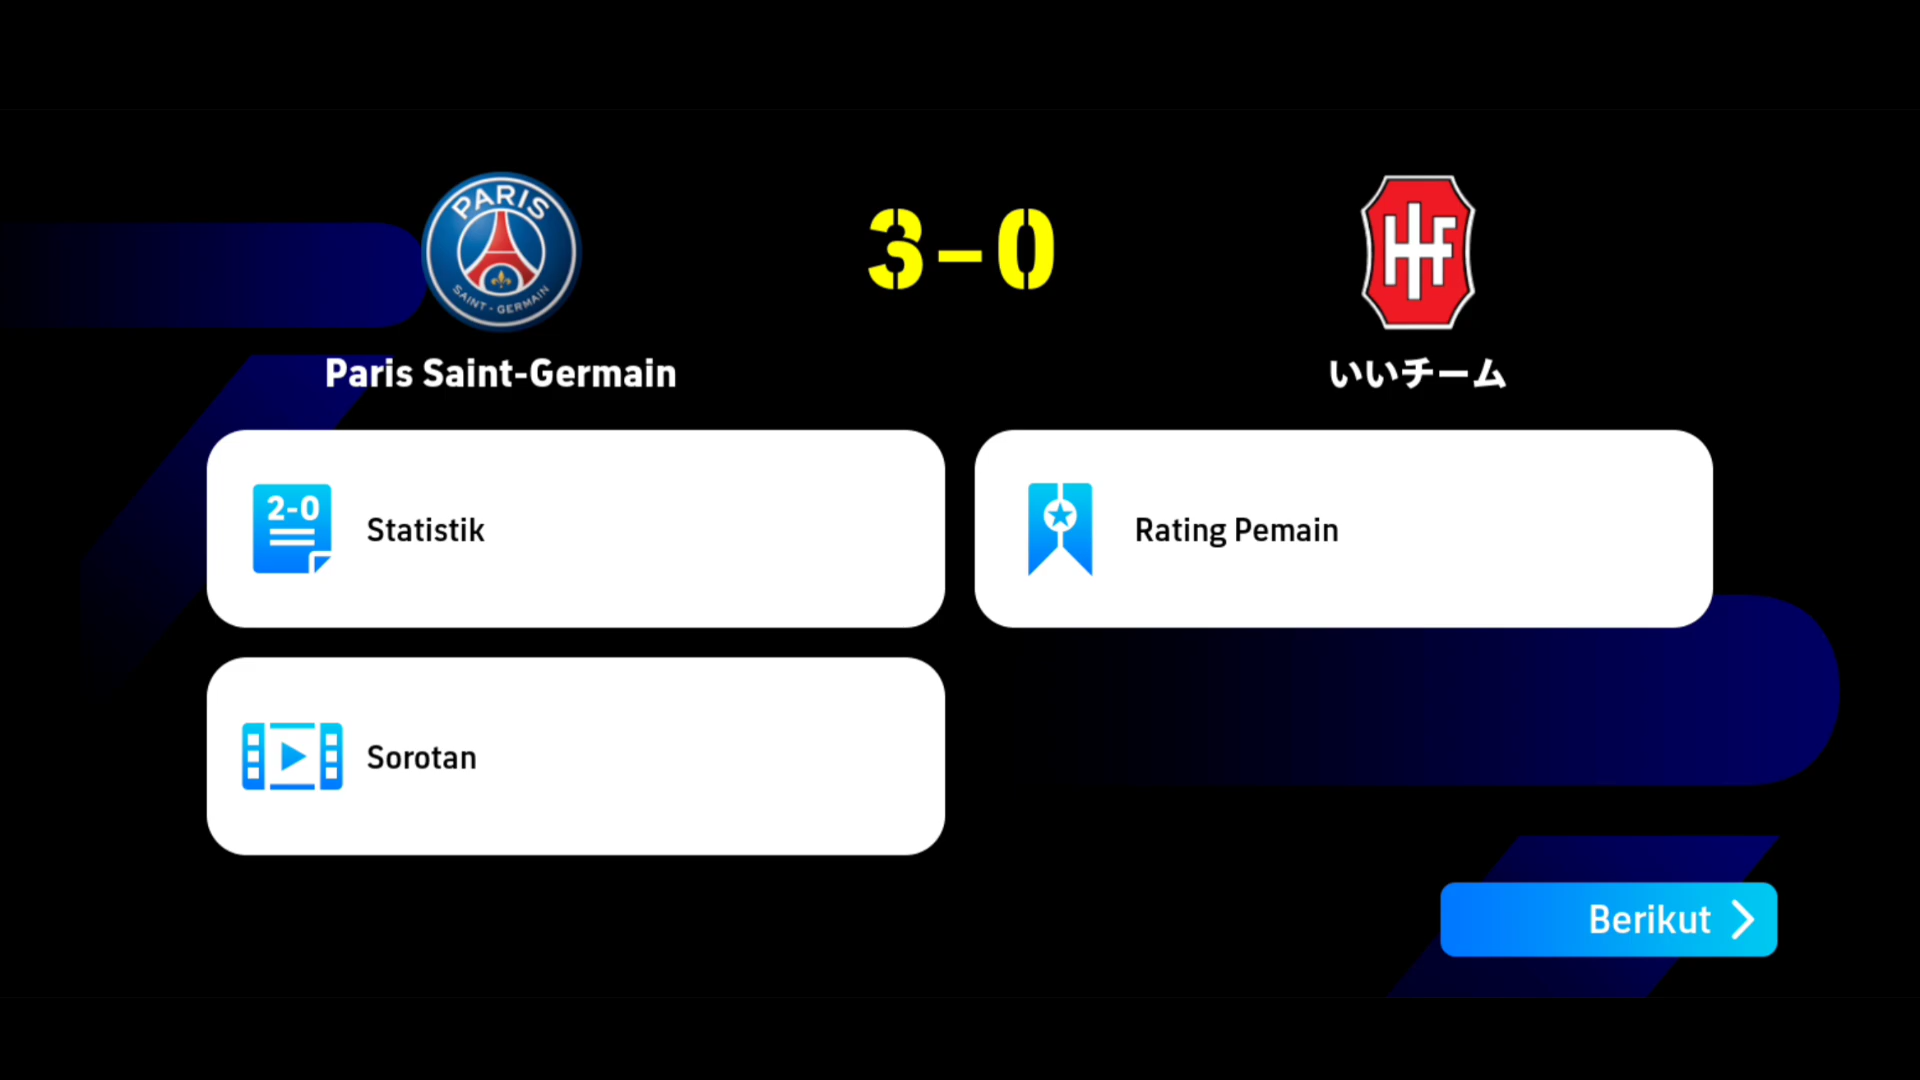 PARIS
SAINT-GERMAIN
3-0
HIF
Paris Saint-Germain
いいチーム
2-0
Statistik
Rating Pemain
Sorotan
Berikut